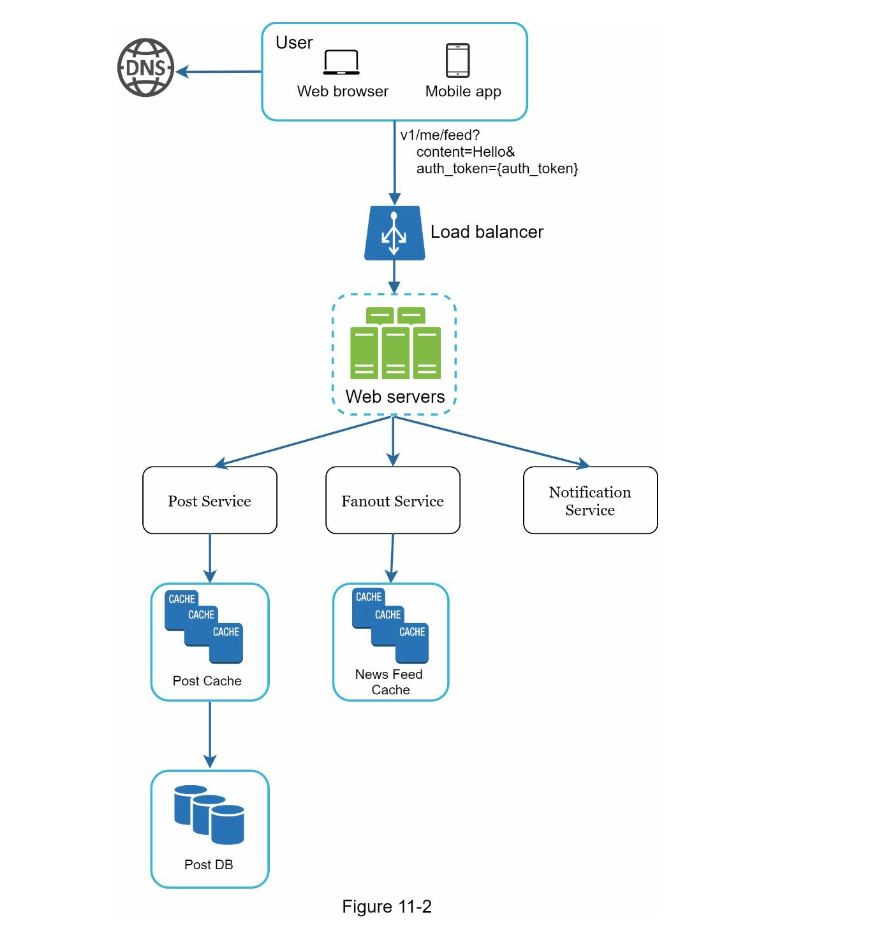 User
DNS
Web browser
Mobile app
v1/me/feed?
content=Hello&
auth_token={auth_token}
Load balancer
Web servers
Post Service
Fanout Service
Notification
Service
CACHE
CACHE
CACHE
Post Cache
CACHE
CACHE
CACHE
News Feed
Cache
Post DB
Figure 11-2